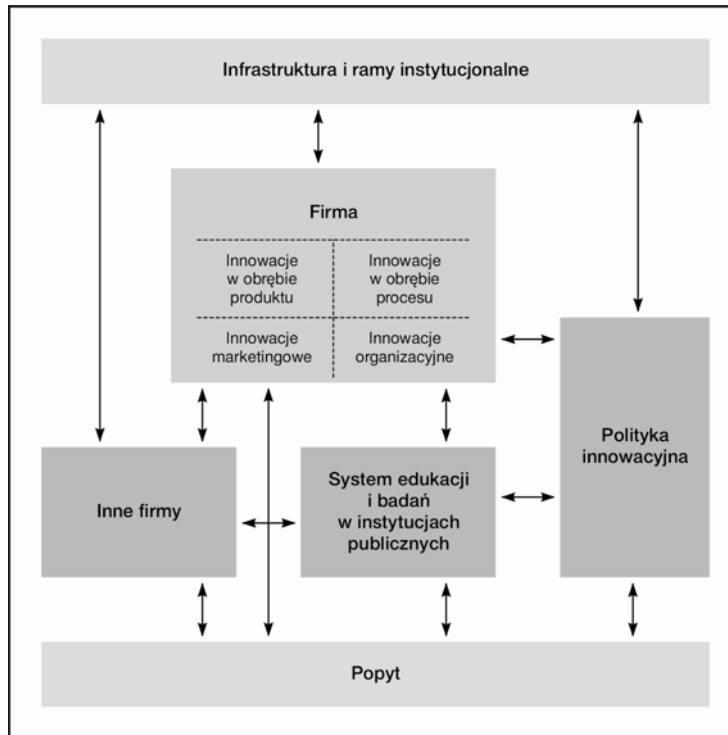 Infrastruktura i ramy instytucjonalne
Firma
Innowacje
w obrębie
produktu
Innowacje
w obrębie
procesu
Innowacje
marketingowe
Innowacje
organizacyjne
Polityka
innowacyjna
Inne firmy
System edukacji
i badań
w instytucjach
publicznych
Popyt